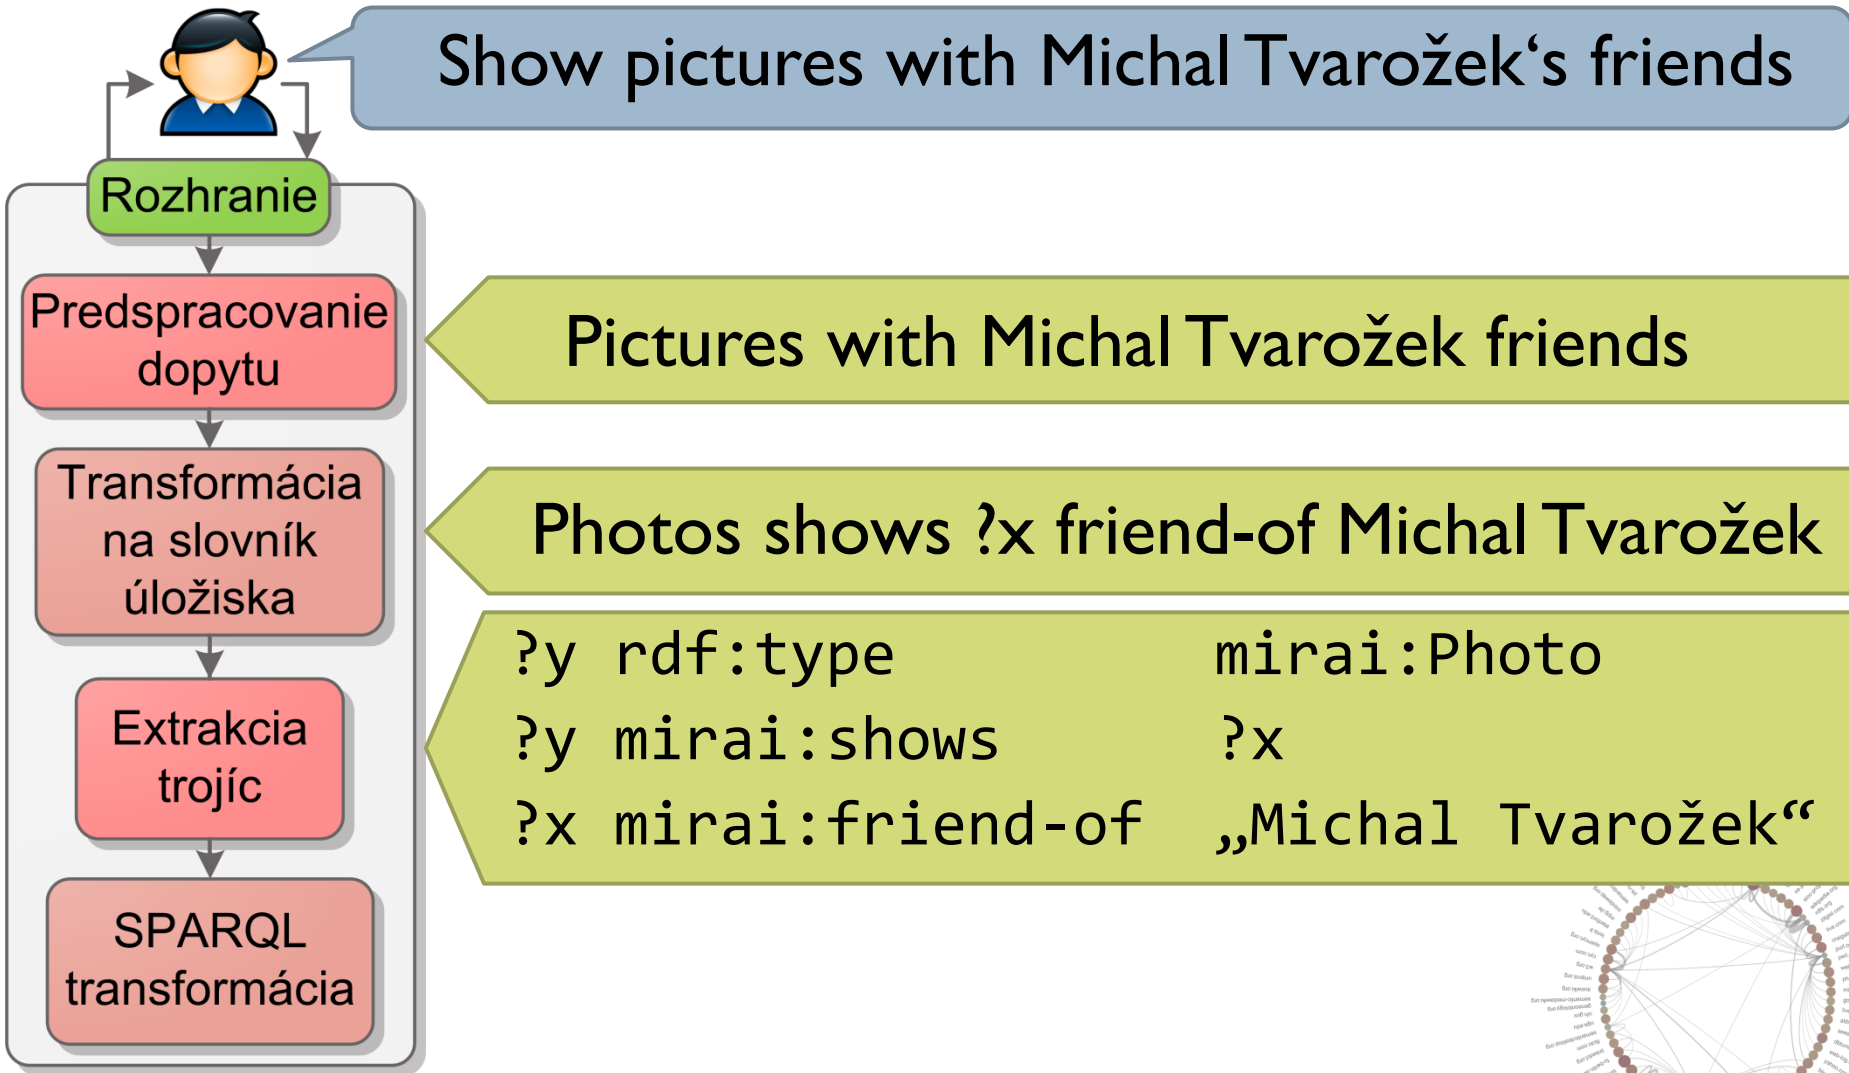 Show pictures with Michal Tvarožek‘s friends
Rozhranie
Predspracovanie
dopytu
Pictures with Michal Tvarožek friends
Transformácia
na slovník
úložiska
Photos shows ?x friend-of Michal Tvarožek
Extrakcia
trojíc
?y rdf:type mirai:Photo
?y mirai:shows ?x
?x mirai:friend-of „Michal Tvarožek“
SPARQL
transformácia